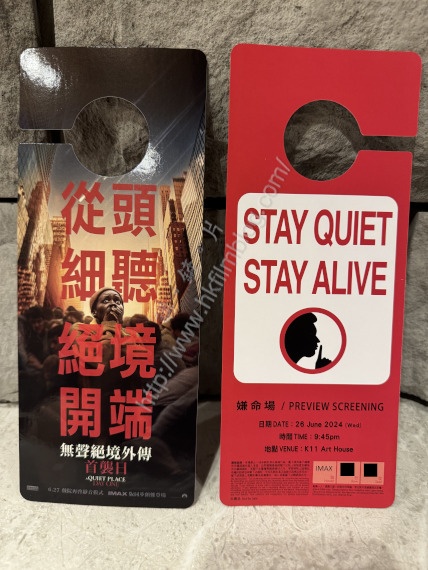 從頭
細聽
絕境
開端
無聲絕境外傳
首襲日
A QUIET PLACE
DAY ONE
STAY QUIET
STAY ALIVE
嫌命場 / PREVIEW SCREENING
日期 DATE : 26 June 2024 (Wed)
時間 TIME : 9:45pm
地點 VENUE : K11 Art House
IMAX
http://www.hkfilmblog.com/